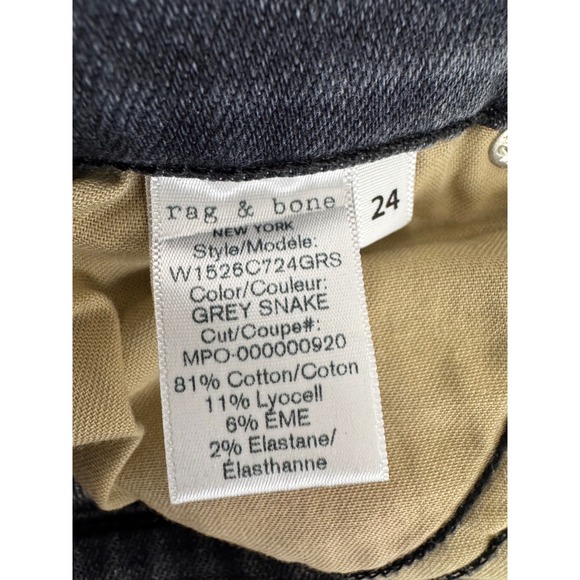 rag & bone
NEW YORK
24
Style/Modèle:
W1526C724GRS
Color/Couleur:
GREY SNAKE
Cut/Coupe#:
MPO-000000920
81% Cotton/Coton
11% Lyocell
6% EME
2% Elastane/
Élasthanne